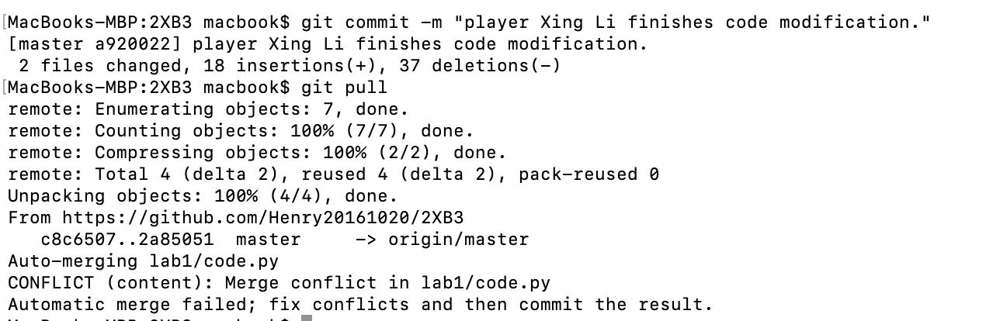 [MacBooks-MBP:2XB3 macbook$ git commit -m "player Xing Li finishes code modification."
[master a920022] player Xing Li finishes code modification.
 2 files changed, 18 insertions(+), 37 deletions(-)
[MacBooks-MBP:2XB3 macbook$ git pull
remote: Enumerating objects: 7, done.
remote: Counting objects: 100% (7/7), done.
remote: Compressing objects: 100% (2/2), done.
remote: Total 4 (delta 2), reused 4 (delta 2), pack-reused 0
Unpacking objects: 100% (4/4), done.
From https://github.com/Henry20161020/2XB3
   c8c6507..2a85051  master     -> origin/master
Auto-merging lab1/code.py
CONFLICT (content): Merge conflict in lab1/code.py
Automatic merge failed; fix conflicts and then commit the result.